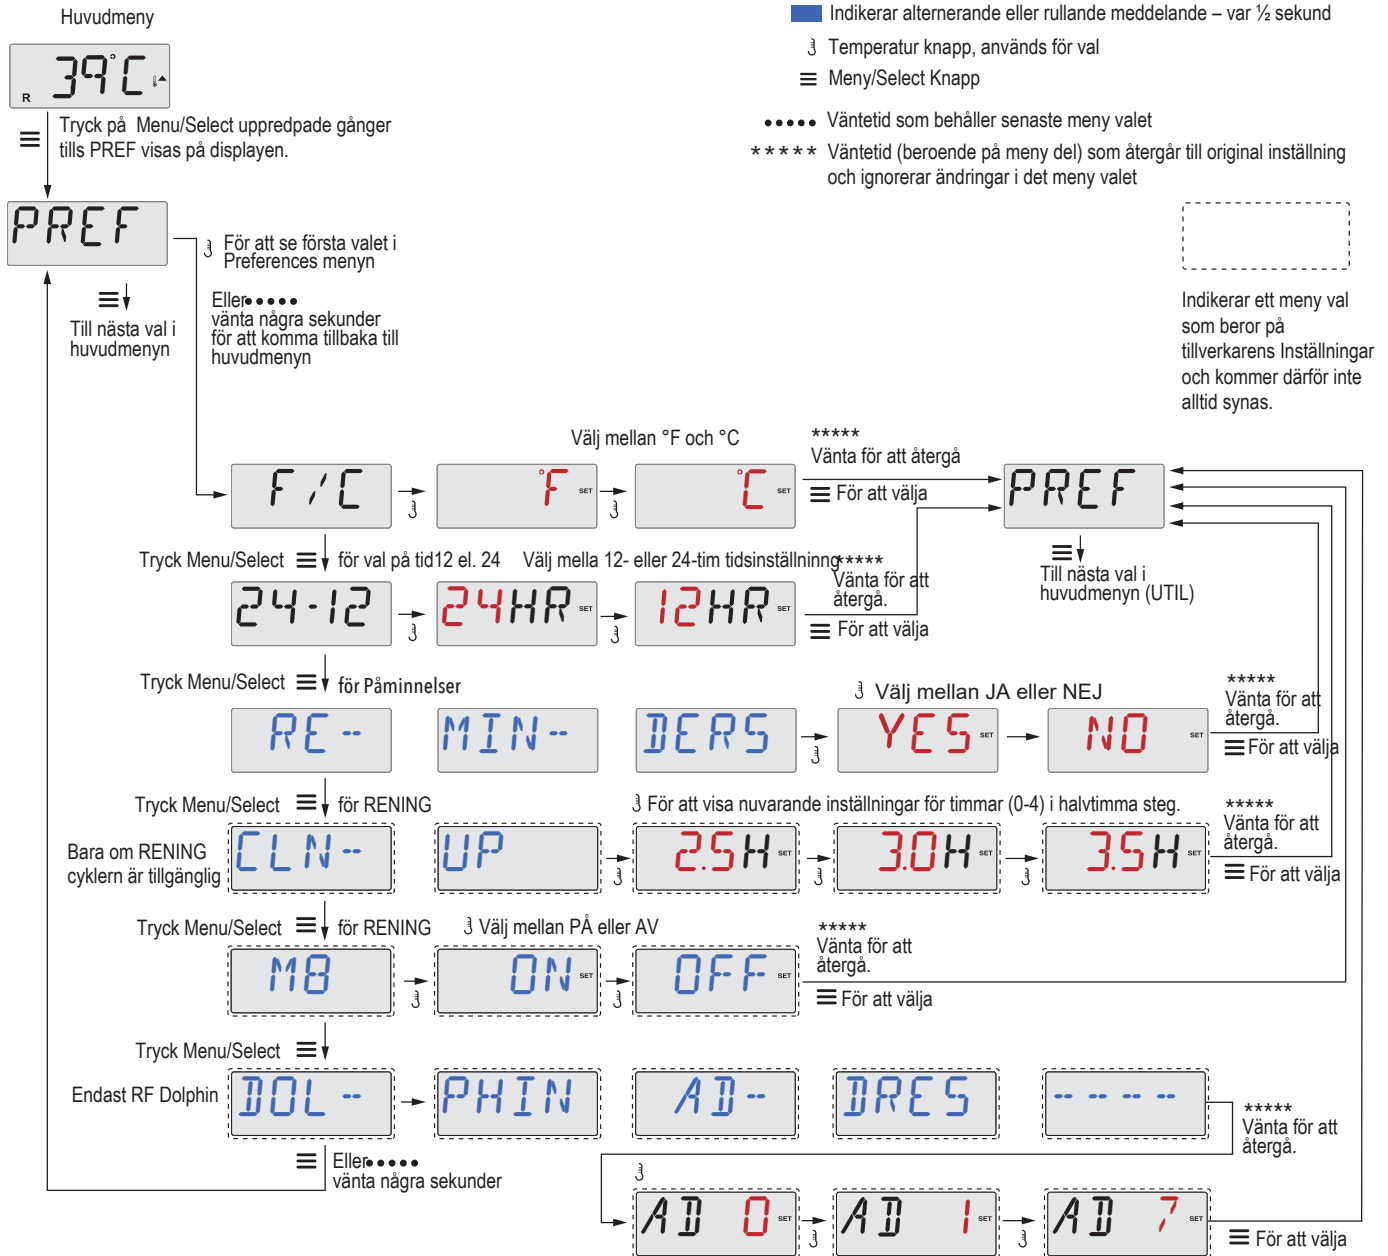 Huvudmeny
Indikerar alternerande eller rullande meddelande – var ½ sekund
Temperatur knapp, används för val
Meny/Select Knapp
••••• Väntetid som behåller senaste meny valet
***** Väntetid (beroende på meny del) som återgår till original inställning
och ignorerar ändringar i det meny valet
39°C
R
Tryck på Menu/Select uppredpade gånger
tills PREF visas på displayen.
PREF
För att se första valet i
Preferences menyn
Till nästa val i
huvudmenyn
Eller•••••
vänta några sekunder
för att komma tillbaka till
huvudmenyn
Indikerar ett meny val
som beror på
tillverkarens Inställningar
och kommer därför inte
alltid synas.
Välj mellan °F och °C
*****
Vänta för att återgå
F/C
°F SET
°C SET
För att välja
PREF
Till nästa val i
huvudmenyn (UTIL)
Tryck Menu/Select för val på tid12 el. 24
Välj mella 12- eller 24-tim tidsinställning
*****
Vänta för att
återgå.
24-12
24HR SET
12HR SET
För att välja
Tryck Menu/Select för Påminnelser
Välj mellan JA eller NEJ
*****
Vänta för att
återgå.
RE-
MIN-
DERS
YES SET
NO SET
För att välja
Tryck Menu/Select för RENING
För att visa nuvarande inställningar för timmar (0-4) i halvtimma steg.
*****
Vänta för att
återgå.
Bara om RENING
cyklern är tillgänglig
CLN-
UP
2.5H SET
3.0H SET
3.5H SET
För att välja
Tryck Menu/Select för RENING
Välj mellan PÅ eller AV
*****
Vänta för att
återgå.
M8
ON SET
OFF SET
För att välja
Tryck Menu/Select
Endast RF Dolphin
DOL-
PHIN
AD-
DRES
----
*****
Vänta för att
återgå.
Eller•••••
vänta några sekunder
AD 0 SET
AD 1 SET
AD 7 SET
För att välja